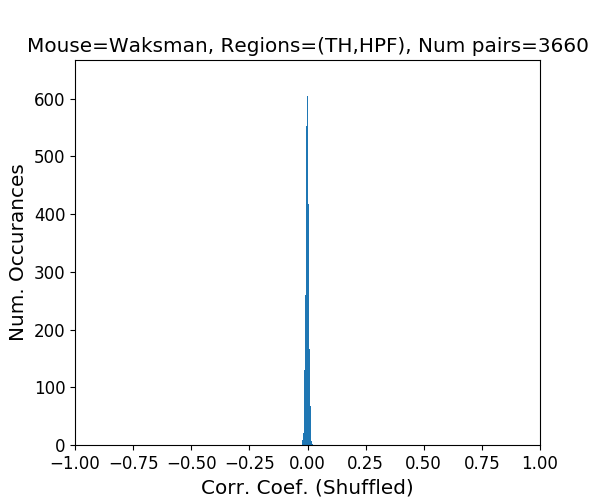 Mouse=Waksman, Regions=(TH,HPF), Num pairs=3660
600
500
400
300
200
100
0
Num. Occurances
−1.00 −0.75 −0.50 −0.25 0.00 0.25 0.50 0.75 1.00
Corr. Coef. (Shuffled)